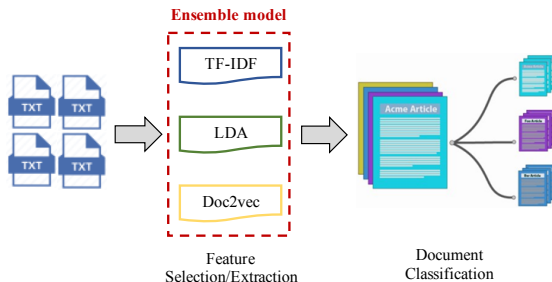 Ensemble model
TXT
TXT
TXT
TXT
TF-IDF
LDA
Doc2vec
Acme Article
Feature
Selection/Extraction
Document
Classification